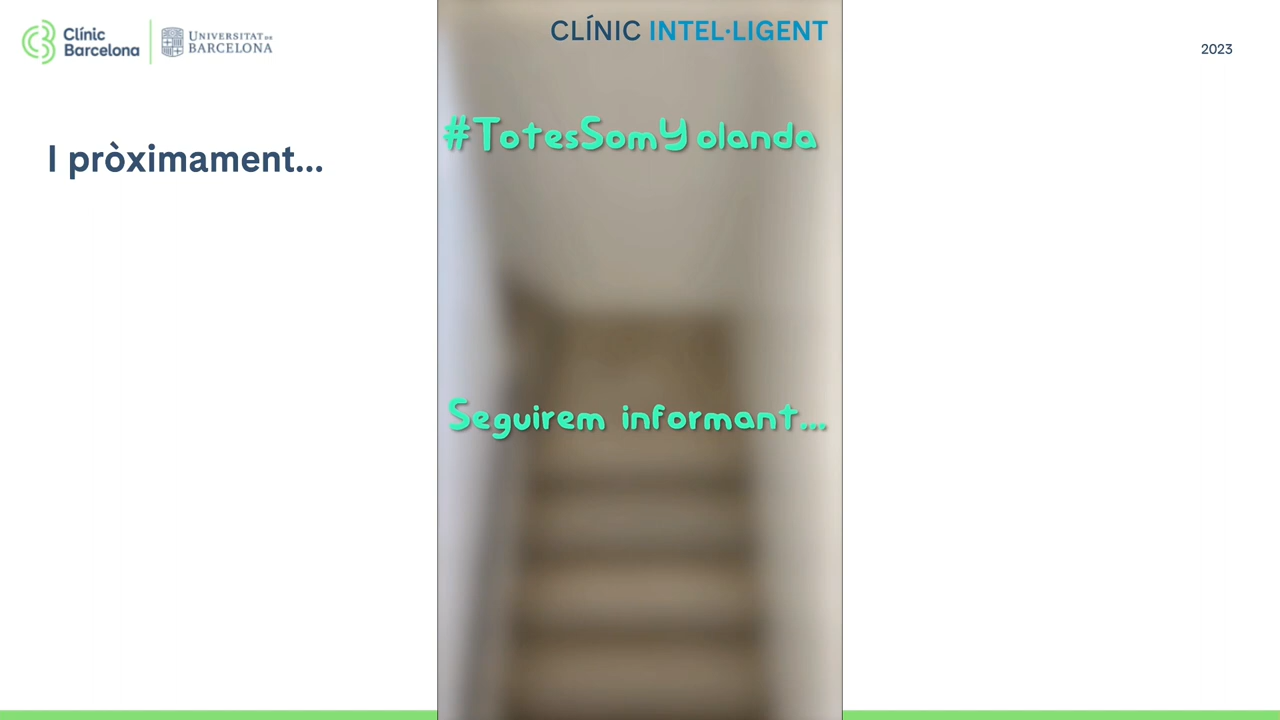 Clínic
Barcelona
UNIVERSITAT DE
BARCELONA
CLÍNIC INTEL·LIGENT
2023
#TotesSomYolanda
I pròximament...
Seguirem informant...